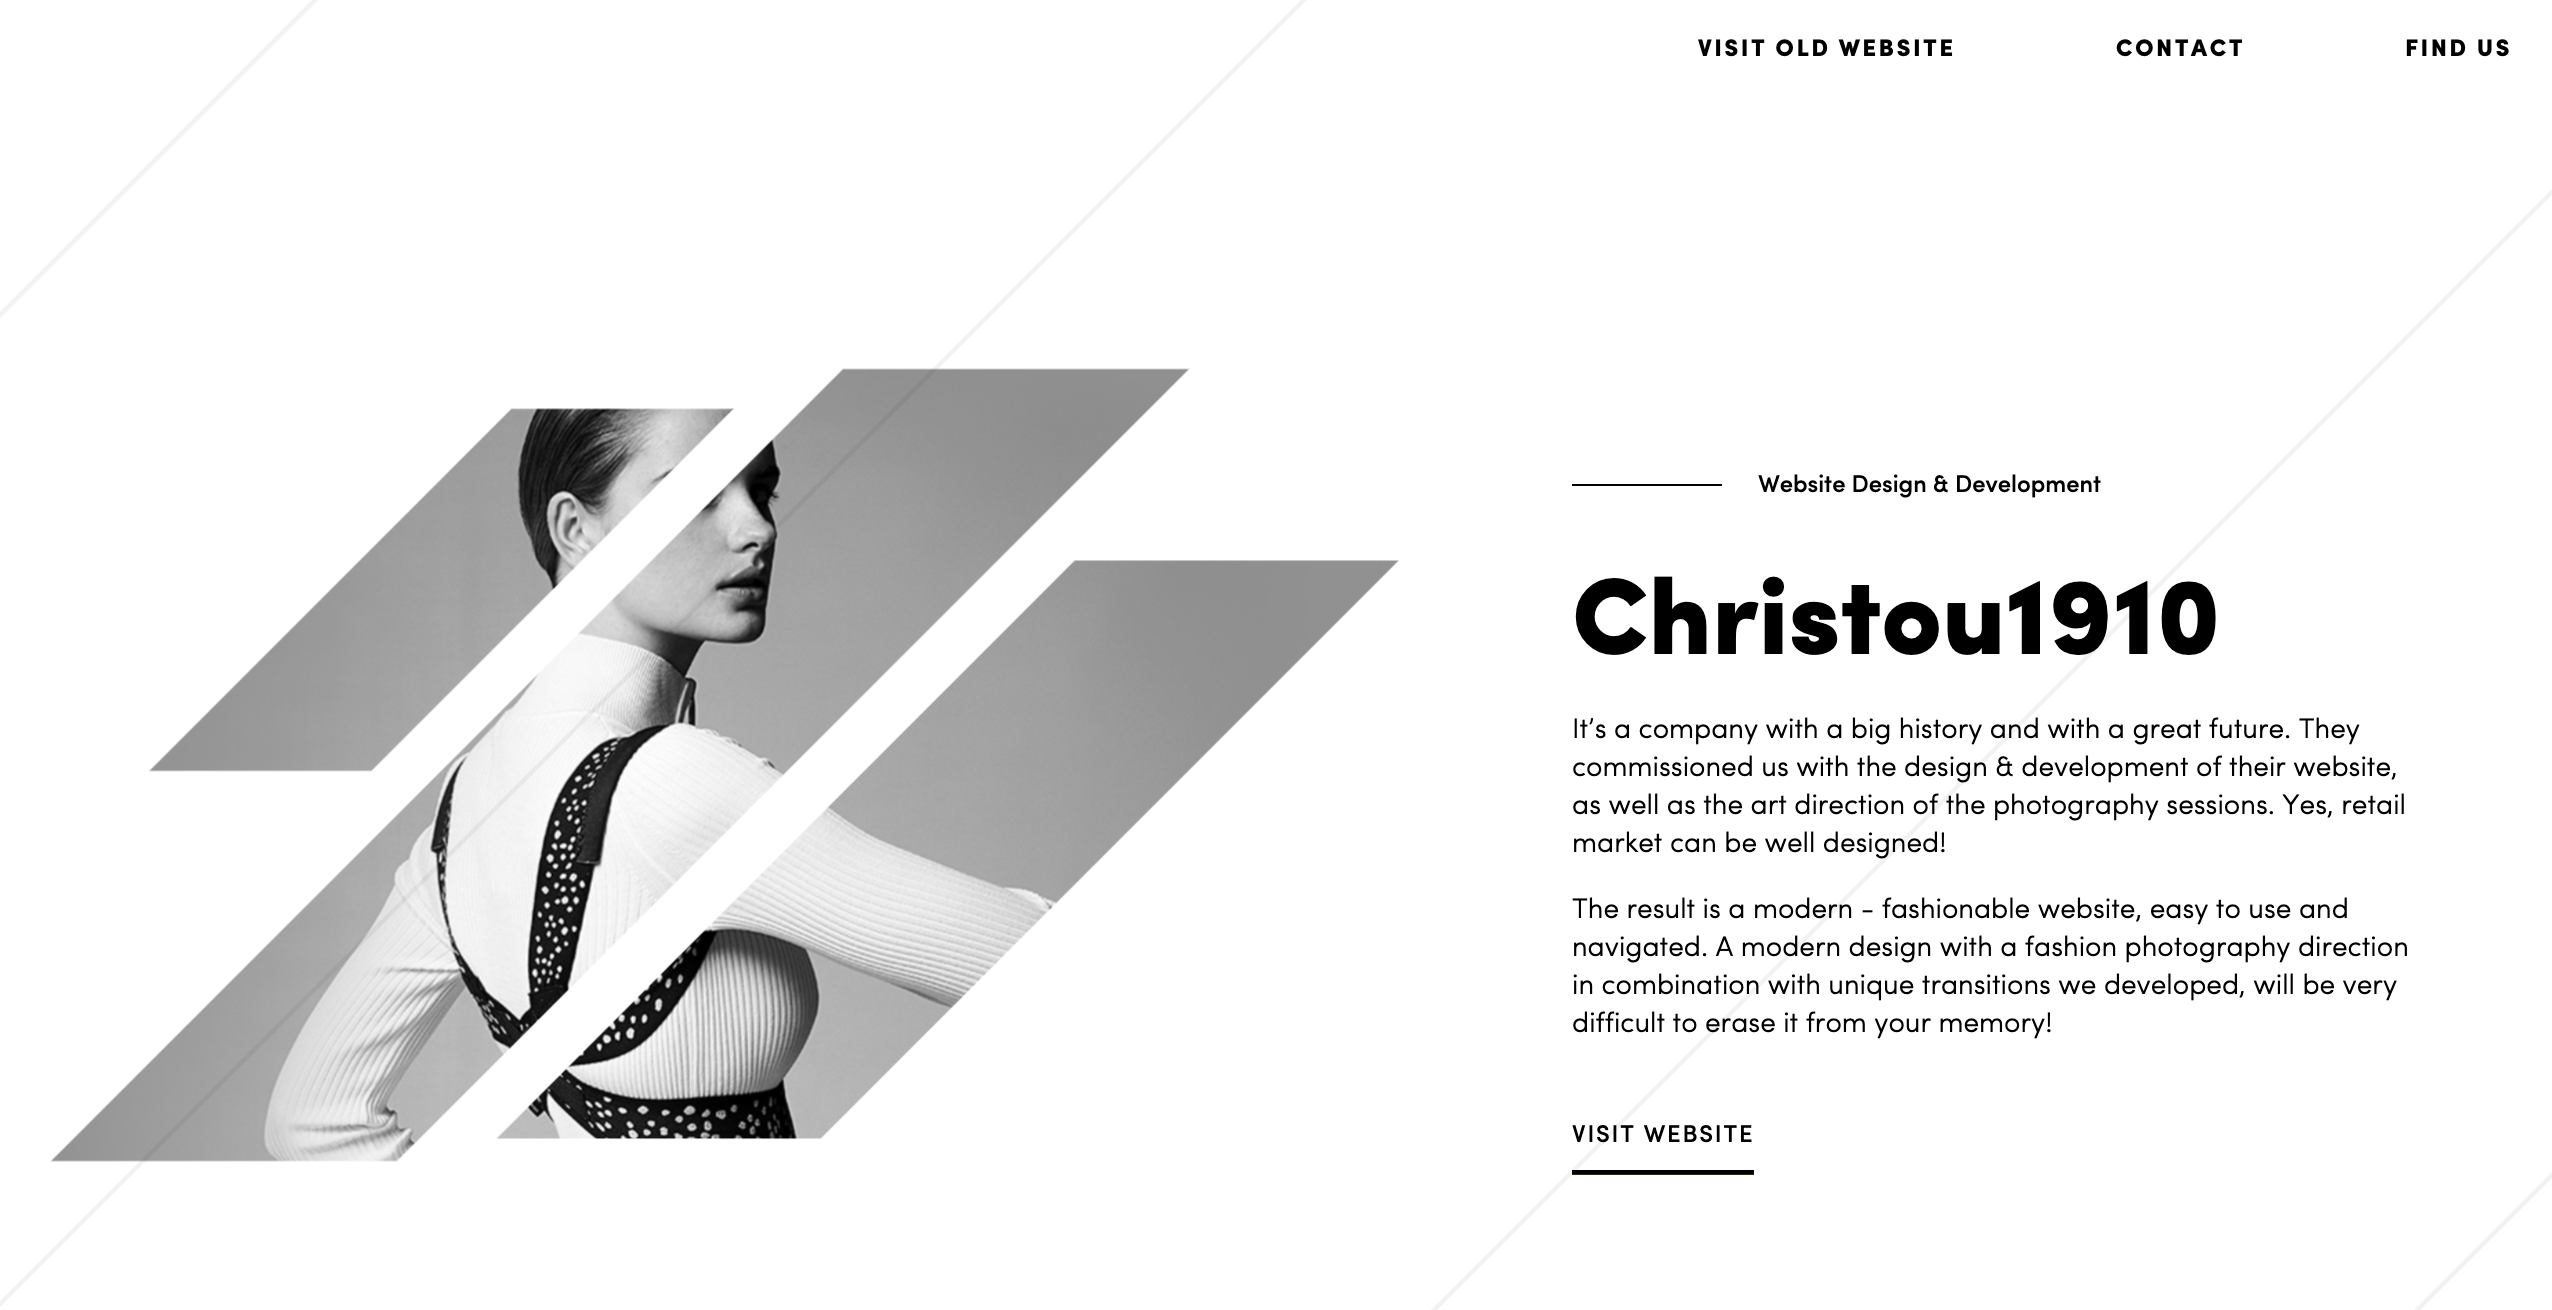 VISIT OLD WEBSITE CONTACT FIND US
Website Design & Development
Christou1910
It’s a company with a big history and with a great future. They
commissioned us with the design & development of their website,
as well as the art direction of the photography sessions. Yes, retail
market can be well designed!
The result is a modern - fashionable website, easy to use and
navigated. A modern design with a fashion photography direction
in combination with unique transitions we developed, will be very
difficult to erase it from your memory!
VISIT WEBSITE